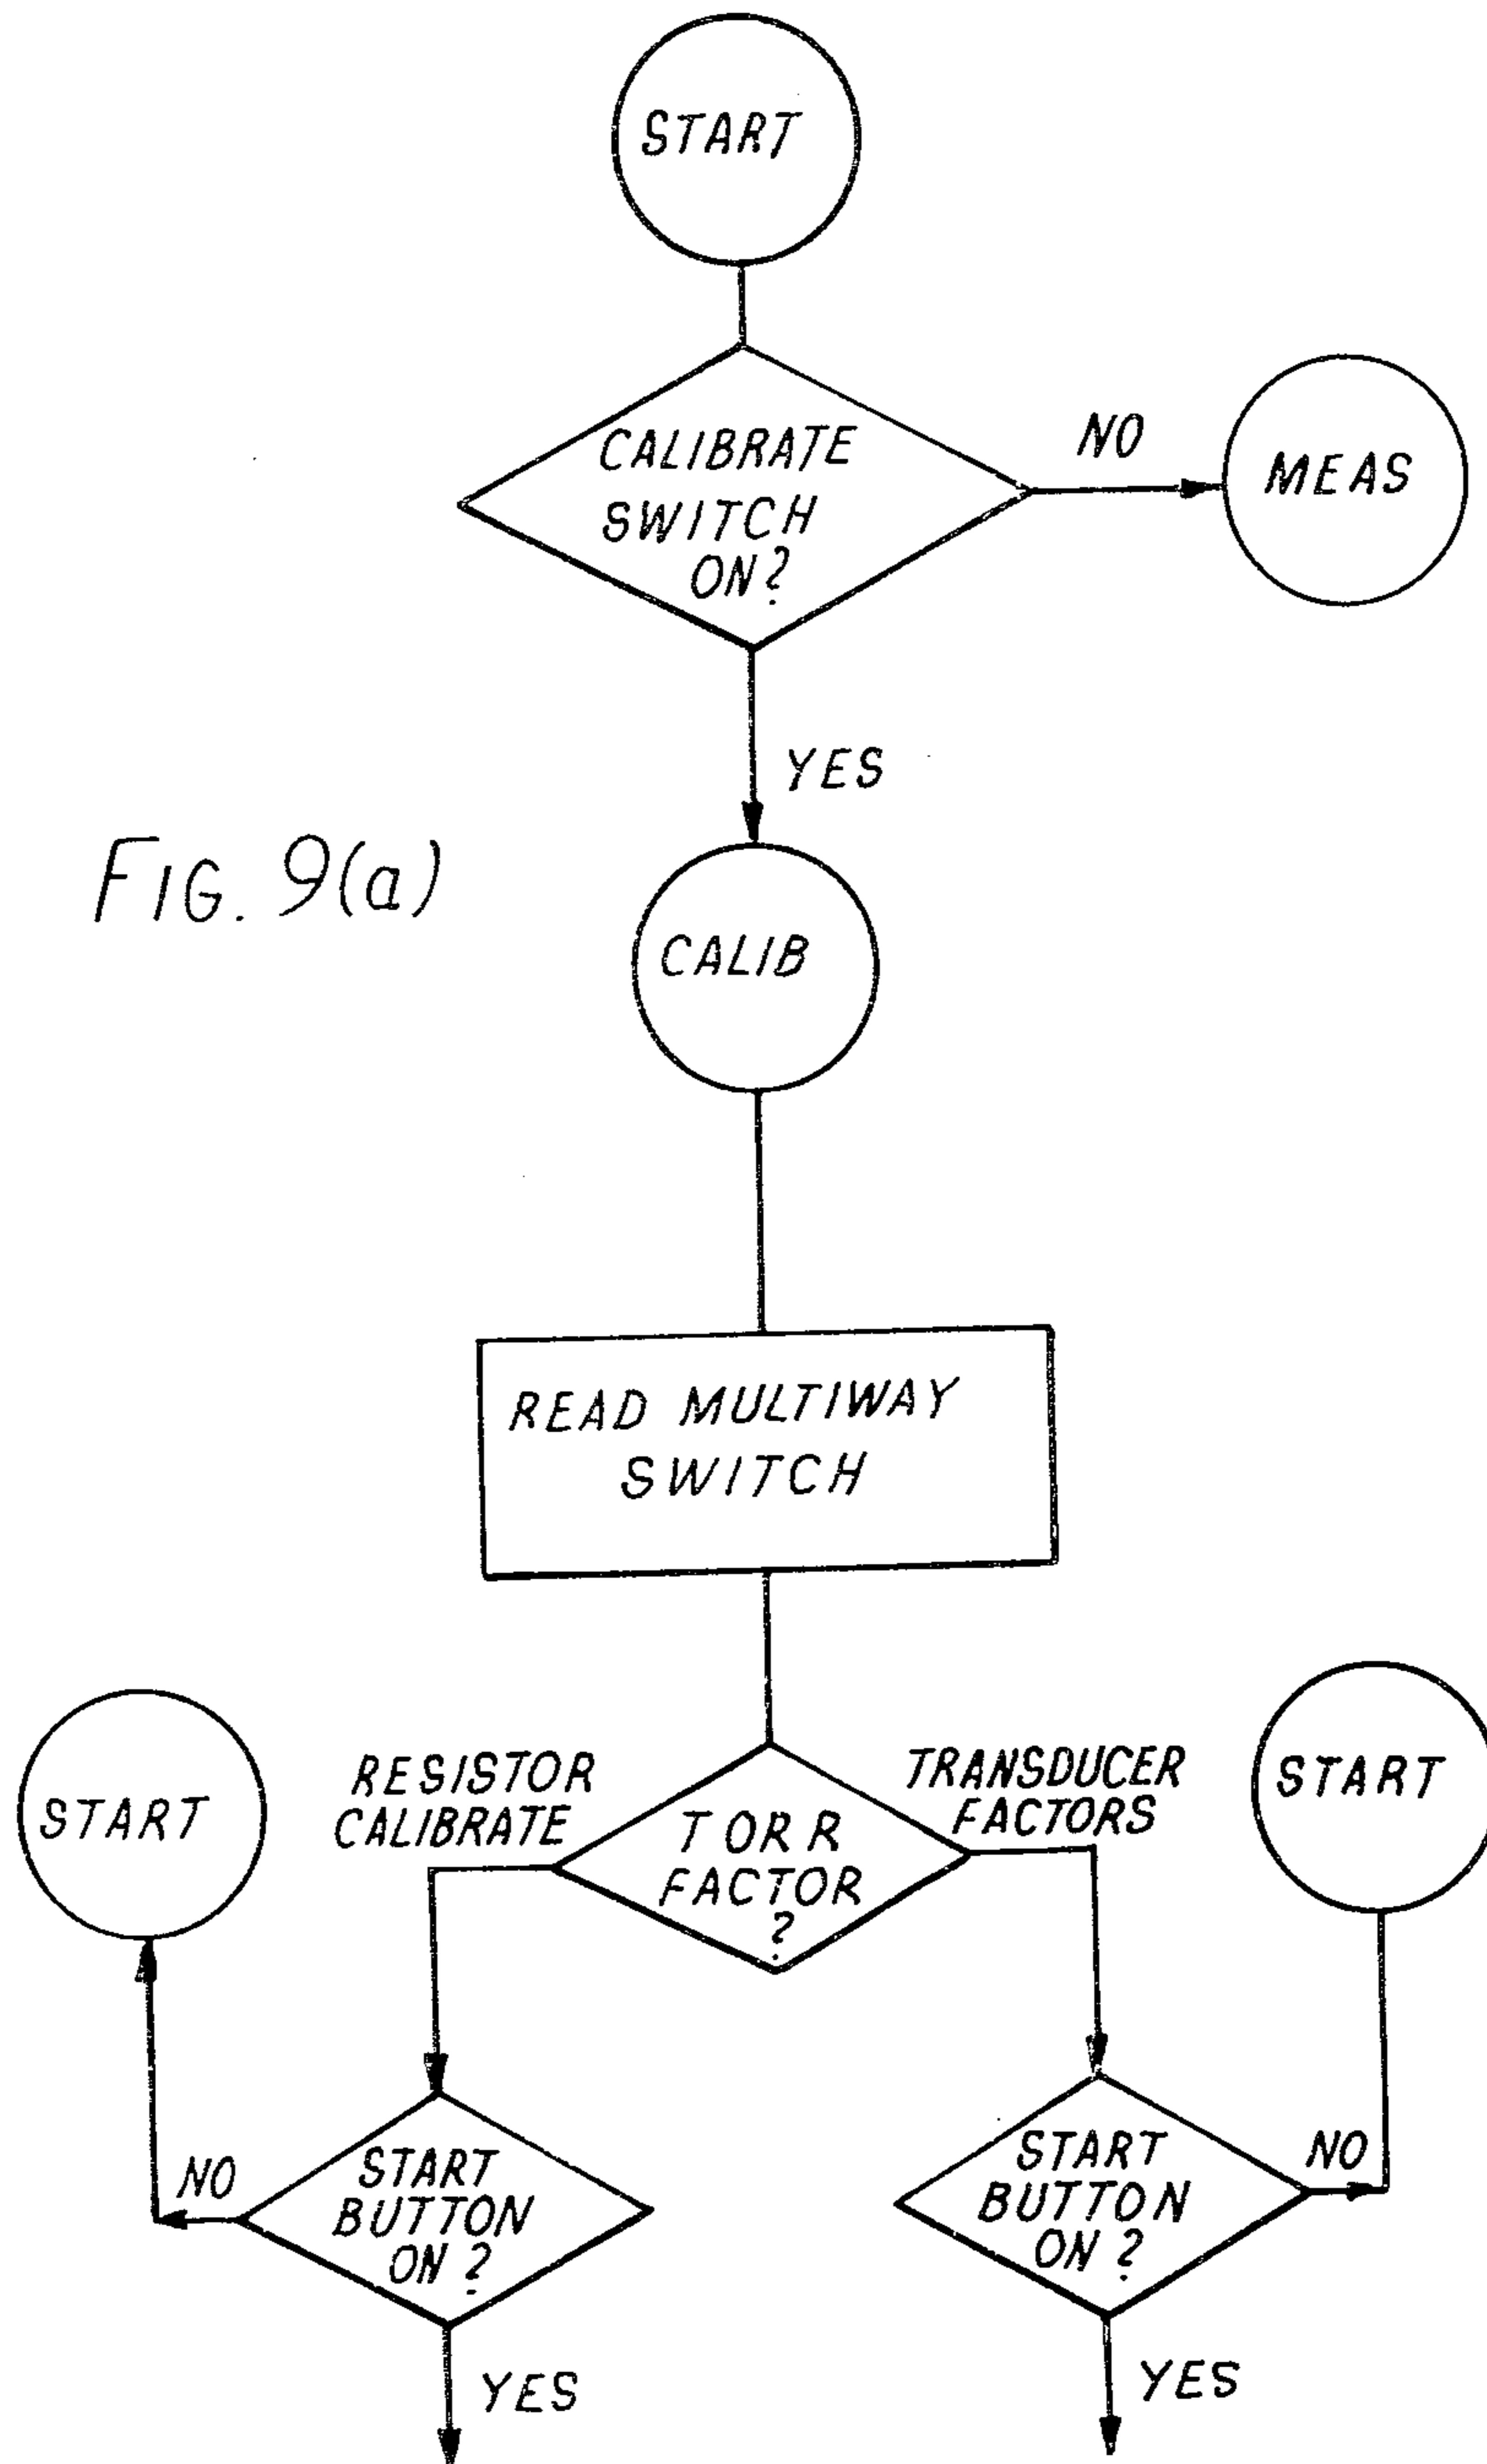 START
CALIBRATE
SWITCH
ON?
NO
MEAS
YES
FIG. 9(a)
CALIB
READ MULTIWAY
SWITCH
RESISTOR
CALIBRATE
T OR R
FACTOR
?
TRANSDUCER
FACTORS
START
START
NO
START
BUTTON
ON?
YES
START
BUTTON
ON?
NO
YES